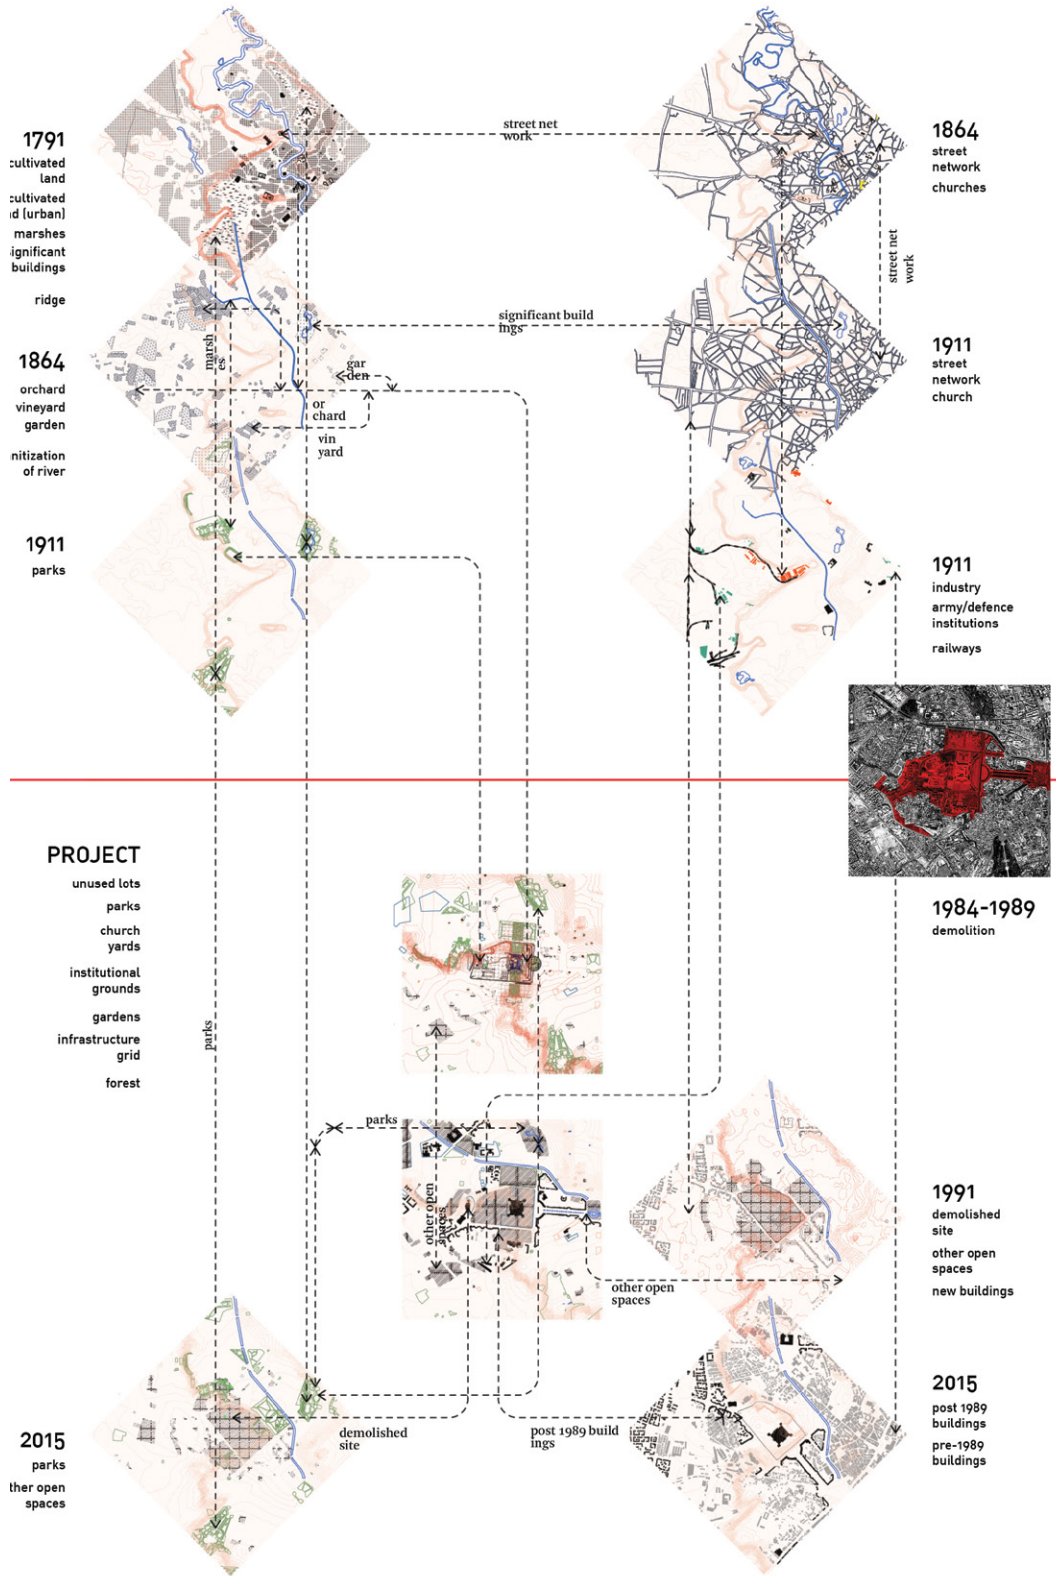 1791
cultivated
land
cultivated
d (urban)
marshes
significant
buildings
ridge
1864
orchard
vineyard
garden
nitization
of river
1911
parks
street net
work
1864
street
network
churches
street net
work
significant build
ings
1911
street
network
church
marsh
es
gar
den
or
chard
vin
yard
1911
industry
army/defence
institutions
railways
1984-1989
demolition
PROJECT
unused lots
parks
church
yards
institutional
grounds
gardens
infrastructure
grid
forest
parks
parks
other open
spaces
other open
spaces
1991
demolished
site
other open
spaces
new buildings
demolished
site
post 1989 build
ings
2015
parks
ther open
spaces
2015
post 1989
buildings
pre-1989
buildings